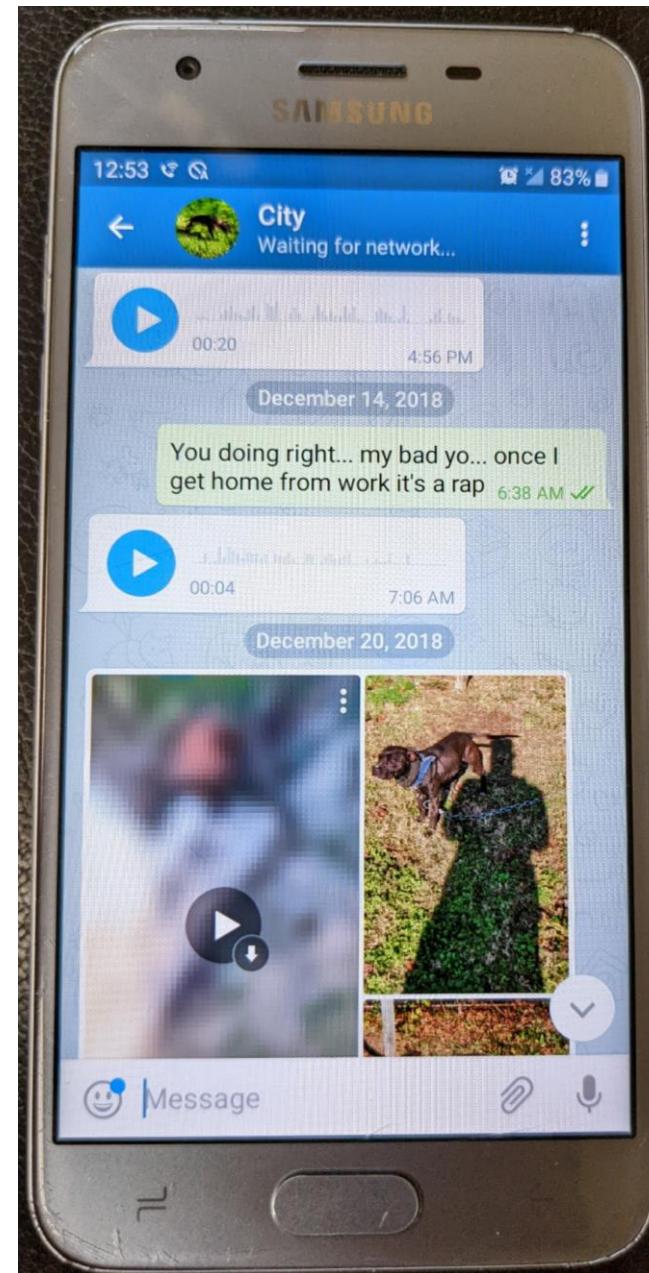 SAMSUNG
12:53
83%
City
Waiting for network...
00:20
4:56 PM
December 14, 2018
You doing right... my bad yo... once I
get home from work it's a rap 6:38 AM
00:04
7:06 AM
December 20, 2018
Message